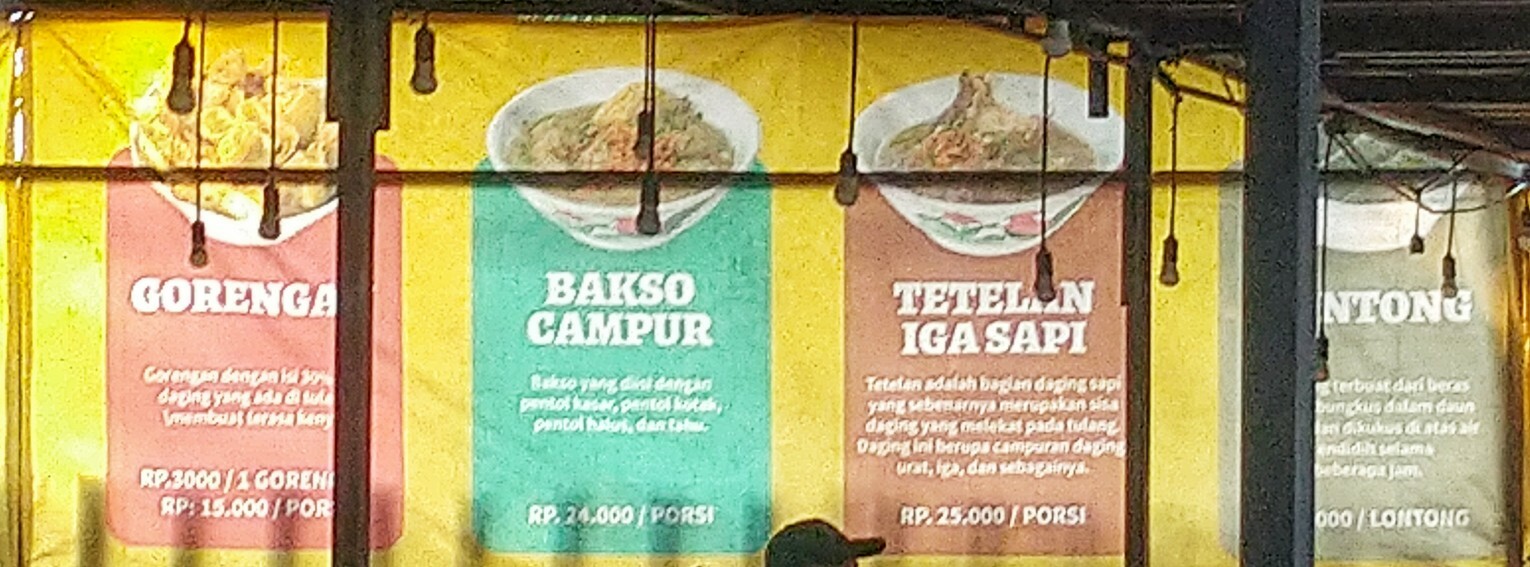 GORENGA
Gorengan dengan isi 30%
daging yang ada di tula
membuat terasa keny
RP.3000 / 1 GOREN
RP: 15.000 / POR
BAKSO
CAMPUR
Bakso yang diisi dengan
pentol kasar, pentol kotak,
pentol halus, dan tahu.
RP. 24.000 / PORSI
TETELAN
IGA SAPI
Tetelan adalah bagian daging sapi
yang sebenarnya merupakan sisa
daging yang melekat pada tulang.
Daging ini berupa campuran daging
urat, iga, dan sebagainya.
RP. 25.000 / PORSI
NTONG
g terbuat dari beras
bungkus dalam daun
dan dikukus di atas air
endidih selama
beberapa jam.
000 / LONTONG